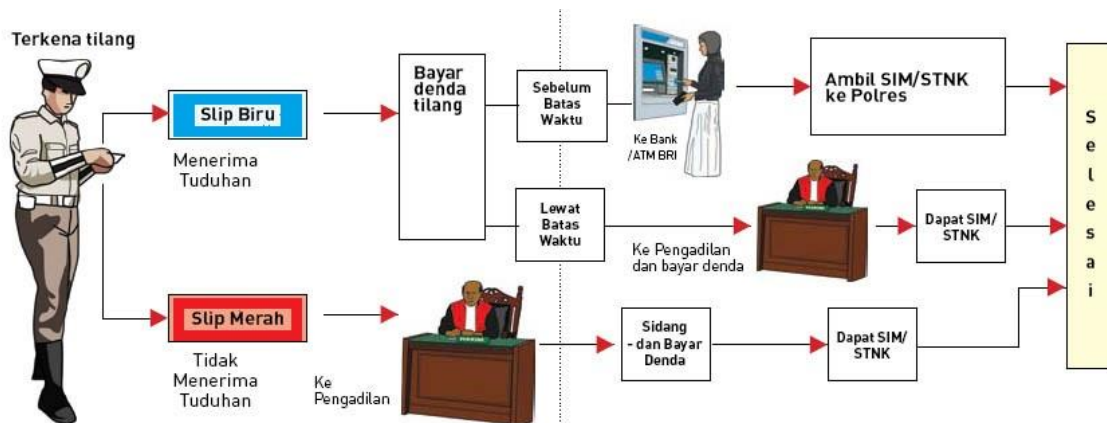 Terkena tilang
Slip Biru
Menerima
Tuduhan
Bayar
denda
tilang
Sebelum
Batas
Waktu
Ke Bank
/ATM BRI
Ambil SIM/STNK
ke Polres
Lewat
Batas
Waktu
Ke Pengadilan
dan bayar denda
Dapat SIM/
STNK
Slip Merah
Tidak
Menerima
Tuduhan
Ke
Pengadilan
Sidang
- dan Bayar
Denda
Dapat SIM/
STNK
Selesai